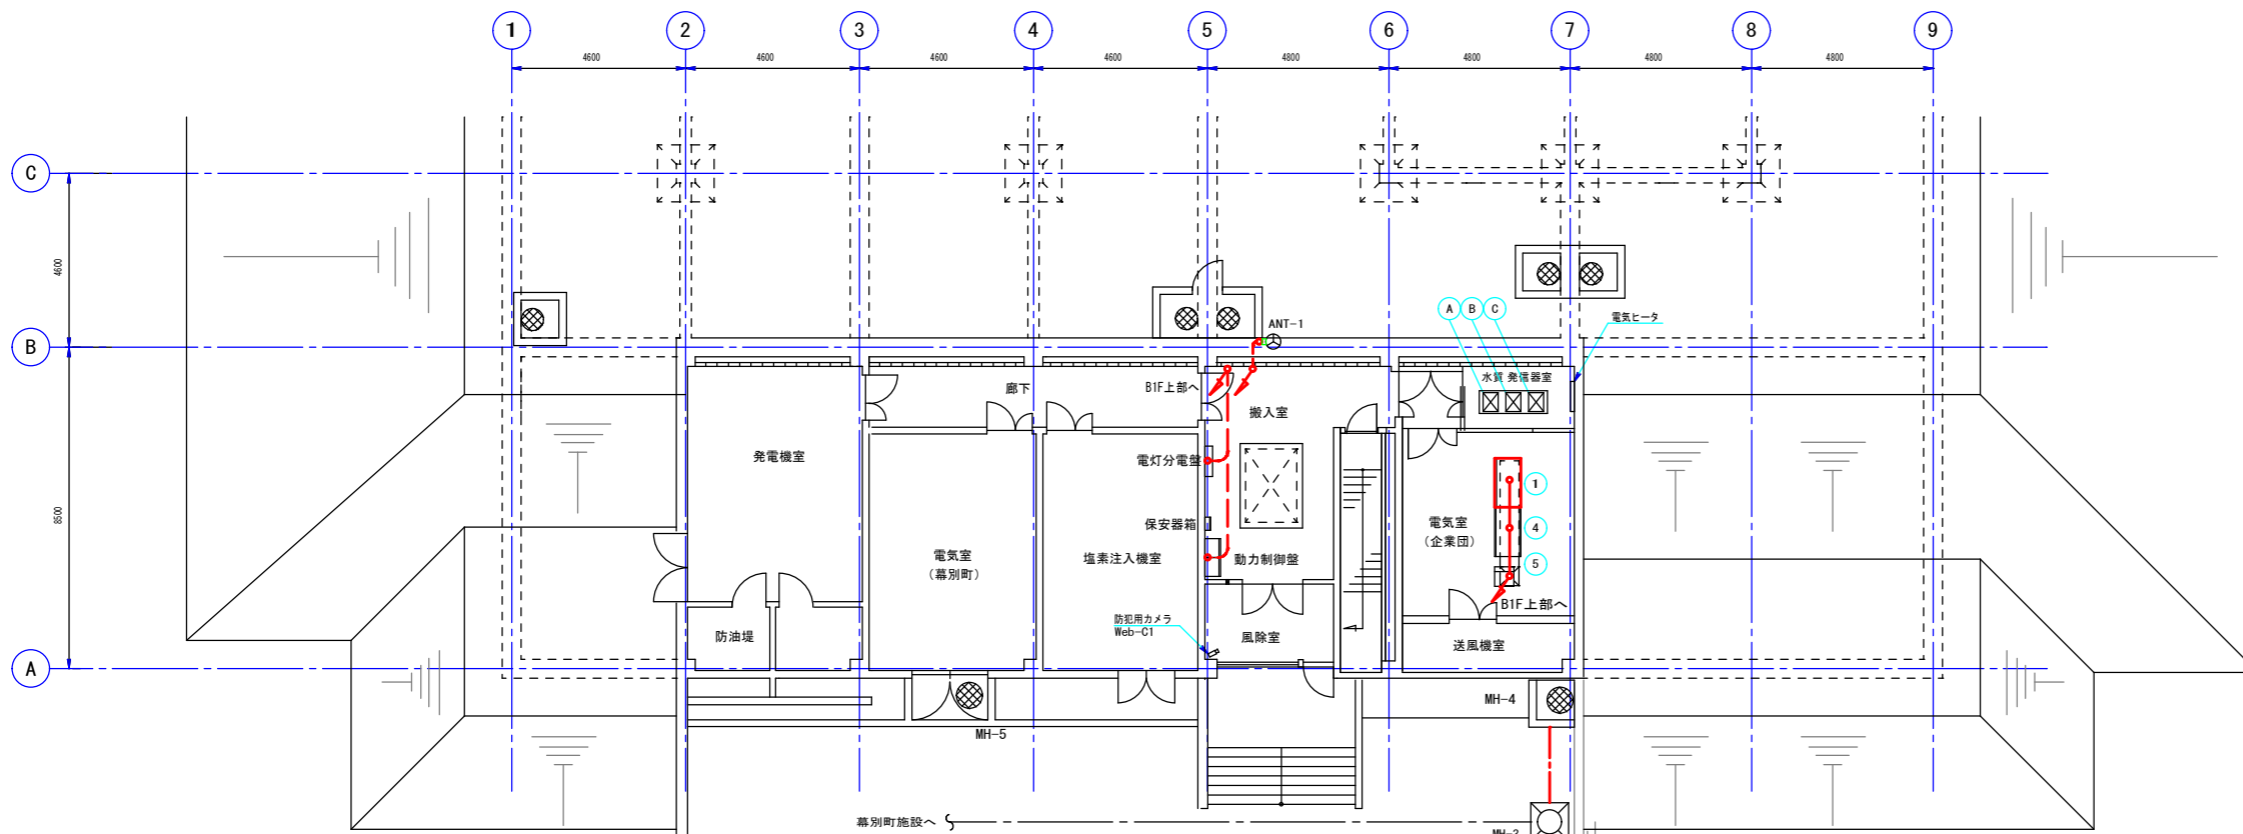 1 2 3 4 5 6 7 8 9
4600 4600 4600 4600 4800 4800 4800 4800
C
4600
B
8500
A
ANT-1
A B C
電気ヒータ
水質 発信器室
廊下
B1F上部へ
搬入室
発電機室
電灯分電盤
1
保安器箱
電気室
(企業団)
4
電気室
(幕別町)
塩素注入機室
動力制御盤
5
B1F上部へ
防犯用カメラ
Web-C1
防油堤
風除室
送風機室
MH-4
MH-5
幕別町施設へ